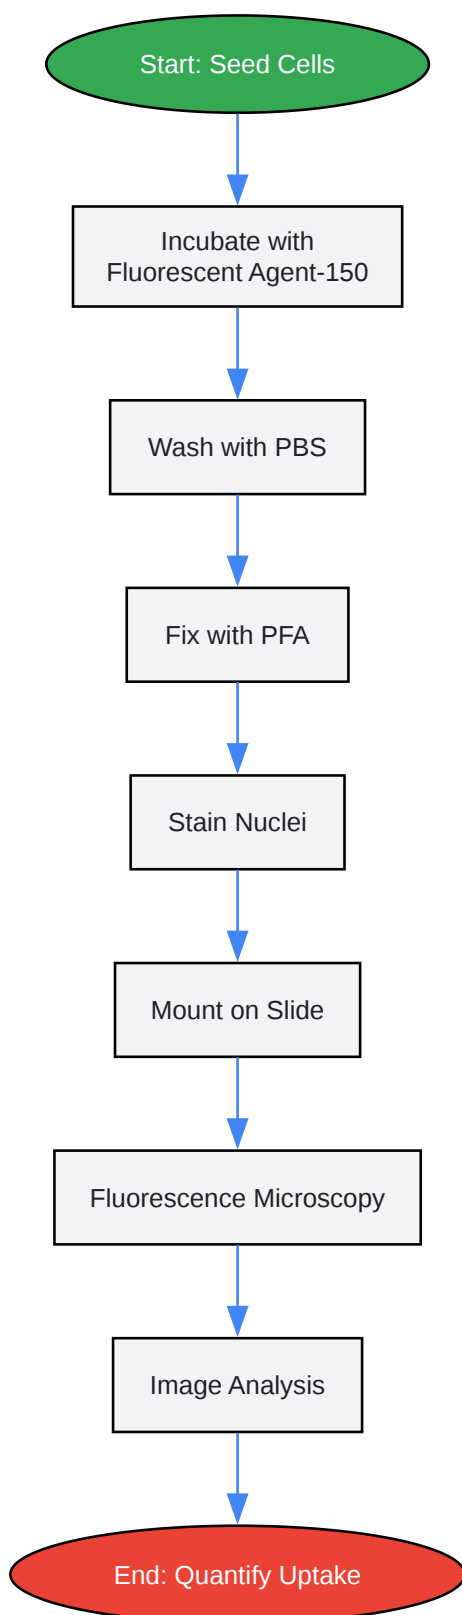 Start: Seed Cells
Incubate with
Fluorescent Agent-150
Wash with PBS
Fix with PFA
Stain Nuclei
Mount on Slide
Fluorescence Microscopy
Image Analysis
End: Quantify Uptake